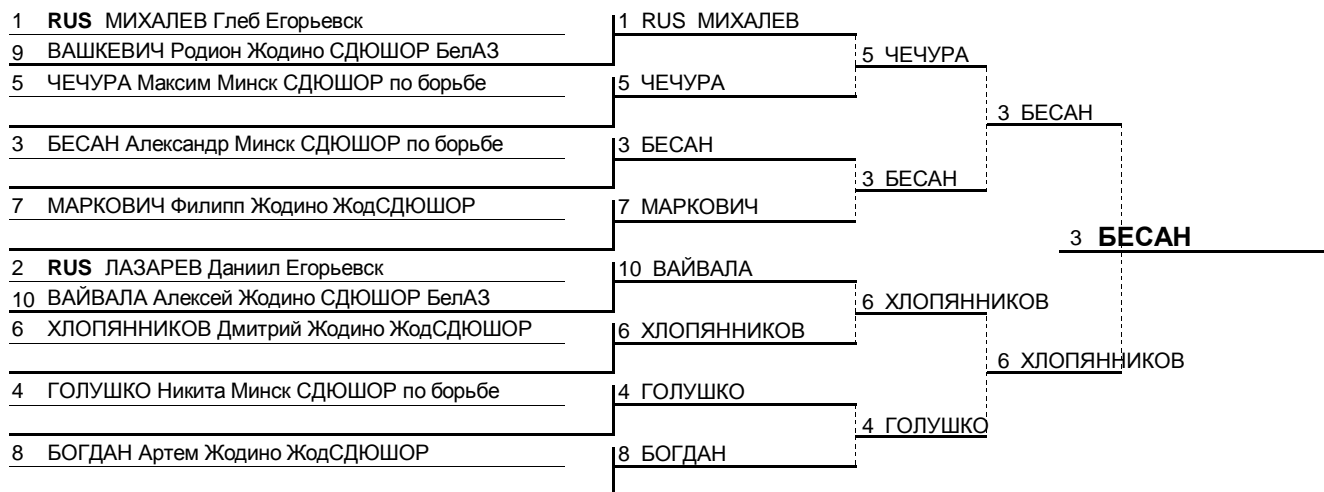 1 RUS МИХАЛЕВ Глеб Егорьевск
9 ВАШКЕВИЧ Родион Жодино СДЮШОР БелАЗ
5 ЧЕЧУРА Максим Минск СДЮШОР по борьбе
3 БЕСАН Александр Минск СДЮШОР по борьбе
7 МАРКОВИЧ Филипп Жодино ЖодСДЮШОР
2 RUS ЛАЗАРЕВ Даниил Егорьевск
10 ВАЙВАЛА Алексей Жодино СДЮШОР БелАЗ
6 ХЛОПЯННИКОВ Дмитрий Жодино ЖодСДЮШОР
4 ГОЛУШКО Никита Минск СДЮШОР по борьбе
8 БОГДАН Артем Жодино ЖодСДЮШОР
1 RUS МИХАЛЕВ
5 ЧЕЧУРА
3 БЕСАН
7 МАРКОВИЧ
10 ВАЙВАЛА
6 ХЛОПЯННИКОВ
4 ГОЛУШКО
8 БОГДАН
5 ЧЕЧУРА
3 БЕСАН
6 ХЛОПЯННИКОВ
4 ГОЛУШКО
3 БЕСАН
6 ХЛОПЯННИКОВ
3 БЕСАН